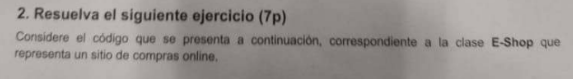 2. Resuelva el siguiente ejercicio (7p)
Considere el código que se presenta a continuación, correspondiente a la clase E-Shop que
representa un sitio de compras online.